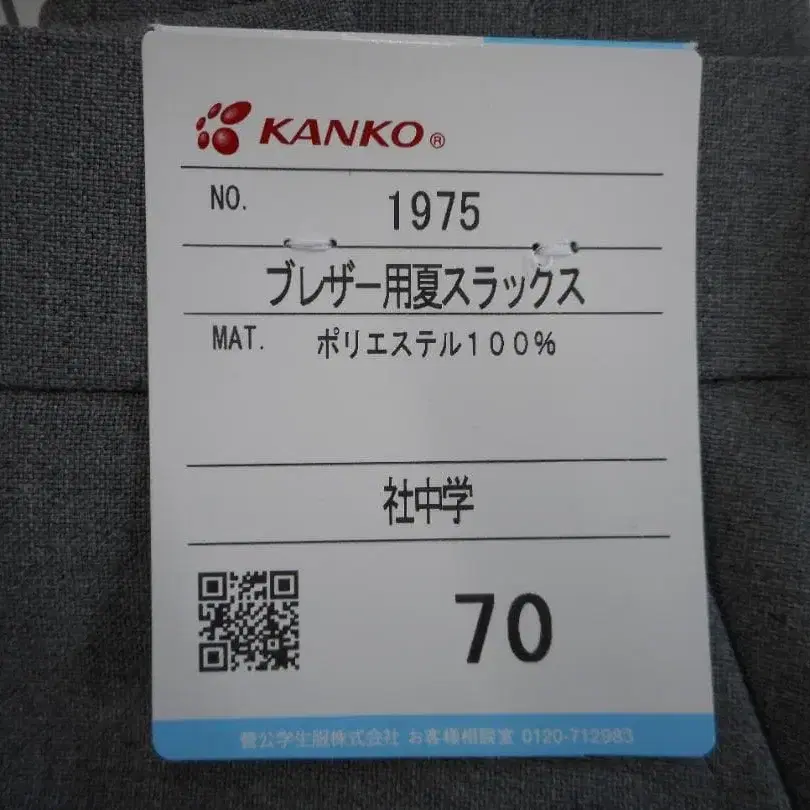 KANKO®
NO. 1975
ブレザー用夏スラックス
MAT. ポリエステル100%
社中学
70
菅公学生服株式会社 お客様相談室 0120-712983